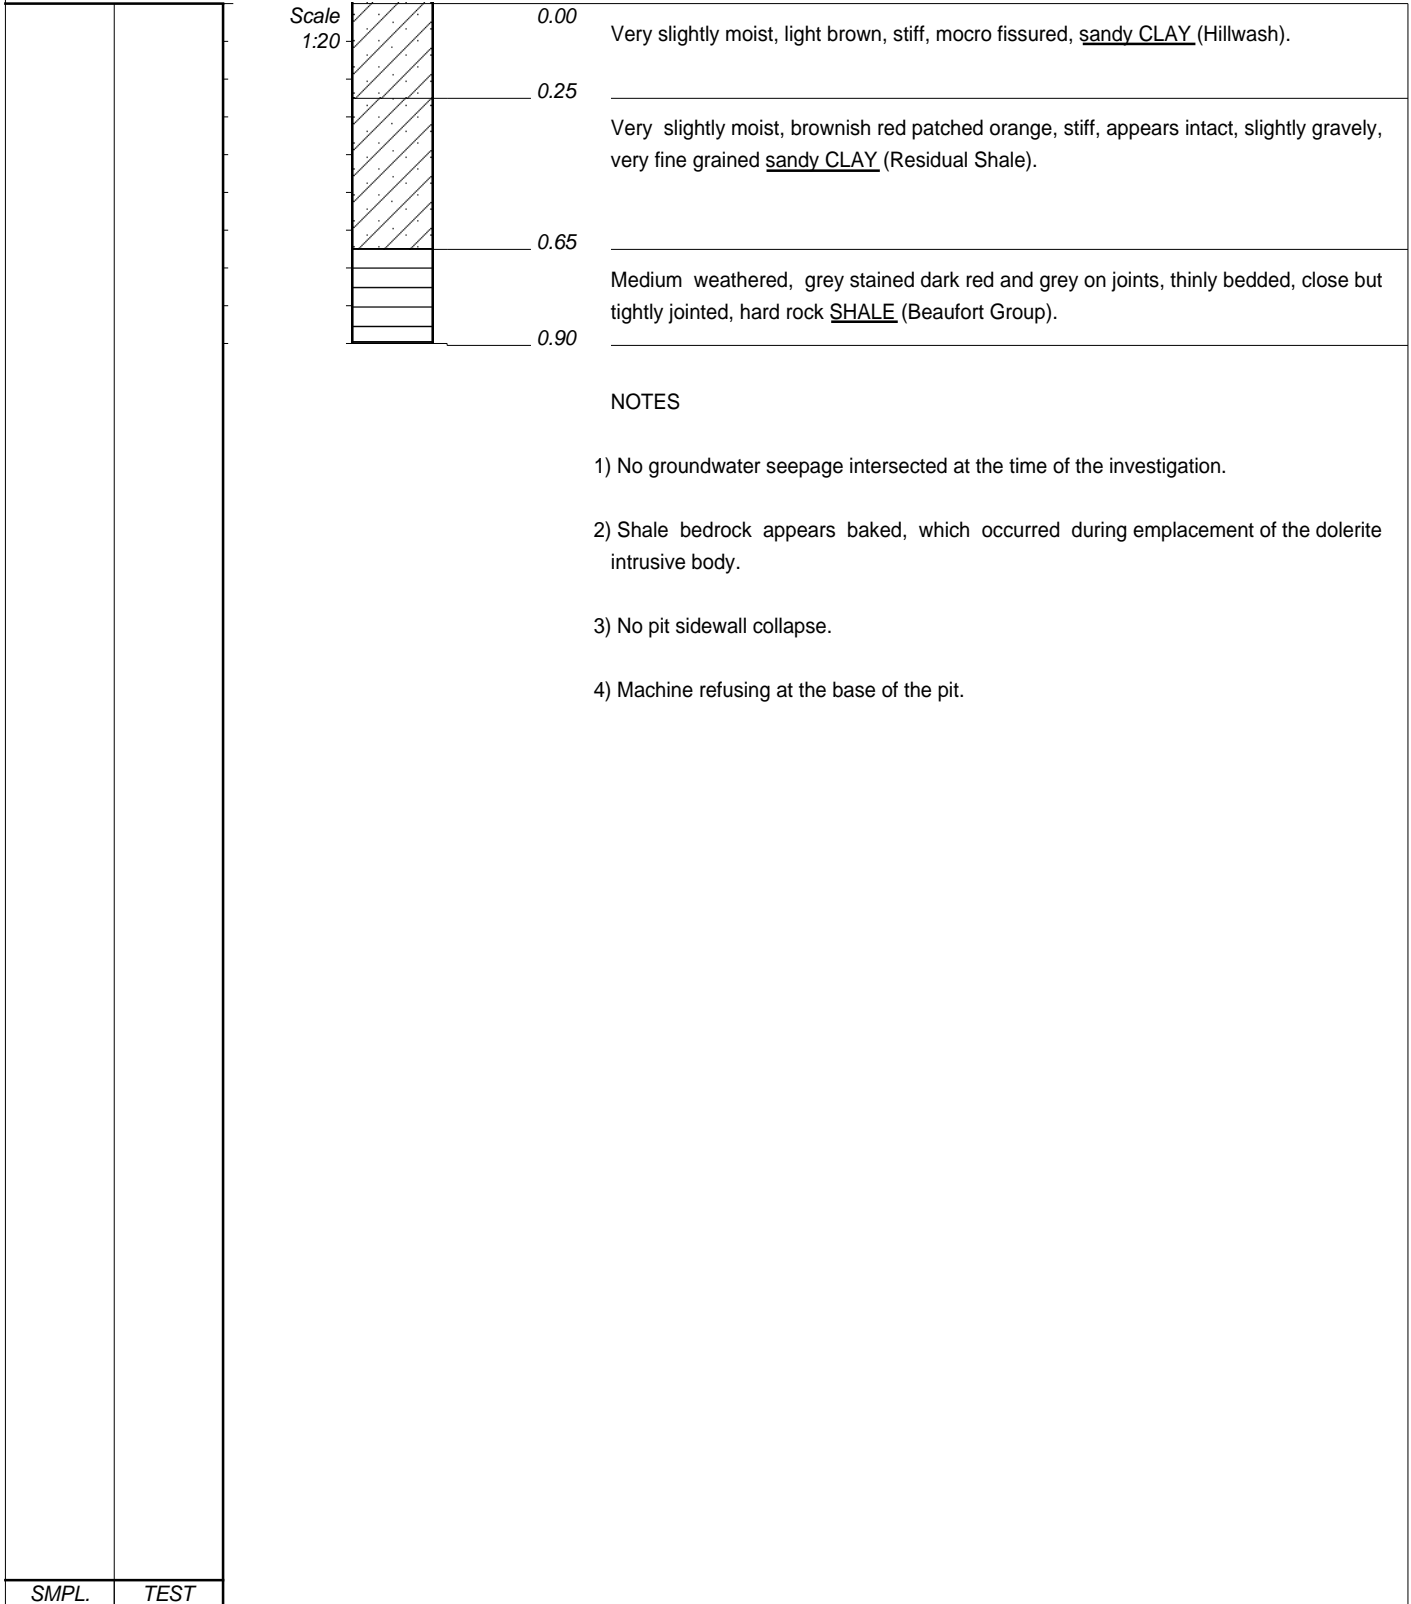 Scale
1:20
0.00
Very slightly moist, light brown, stiff, mocro fissured, sandy CLAY (Hillwash).
0.25
Very slightly moist, brownish red patched orange, stiff, appears intact, slightly gravely,
very fine grained sandy CLAY (Residual Shale).
0.65
Medium weathered, grey stained dark red and grey on joints, thinly bedded, close but
tightly jointed, hard rock SHALE (Beaufort Group).
0.90
NOTES
1) No groundwater seepage intersected at the time of the investigation.
2) Shale bedrock appears baked, which occurred during emplacement of the dolerite
intrusive body.
3) No pit sidewall collapse.
4) Machine refusing at the base of the pit.
SMPL. TEST